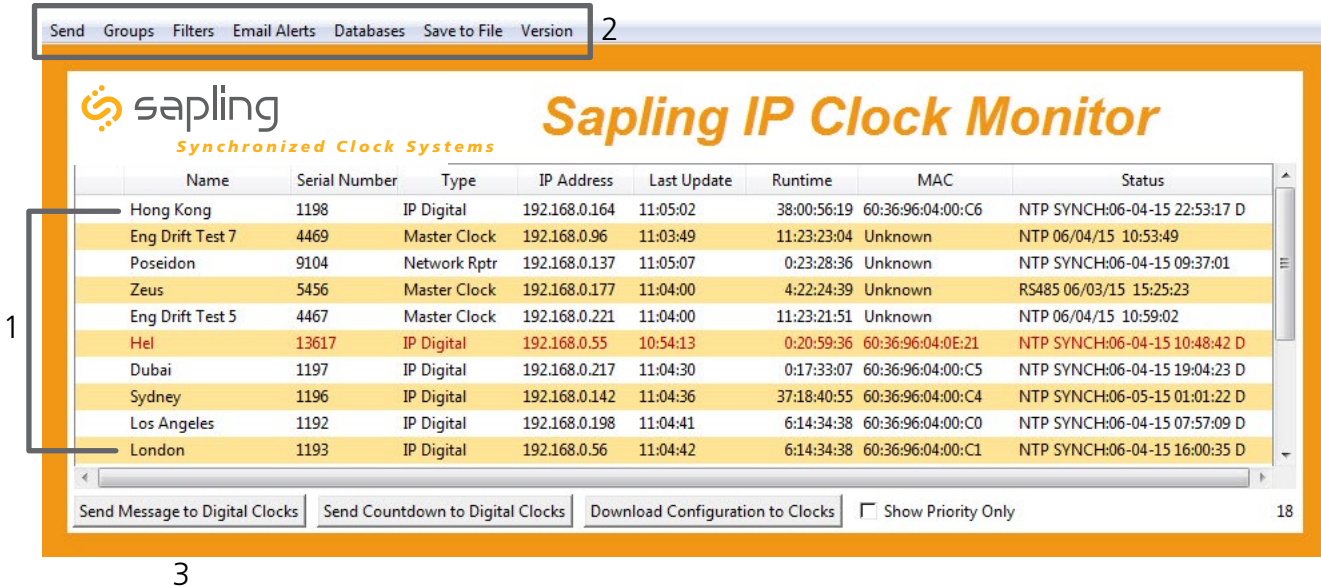 Send Groups Filters Email Alerts Databases Save to File Version 2
sapling
Synchronized Clock Systems
Sapling IP Clock Monitor
Name Serial Number Type IP Address Last Update Runtime MAC Status
Hong Kong 1198 IP Digital 192.168.0.164 11:05:02 38:00:56:19 60:36:96:04:00:C6 NTP SYNCH:06-04-15 22:53:17 D
Eng Drift Test 7 4469 Master Clock 192.168.0.96 11:03:49 11:23:23:04 Unknown NTP 06/04/15 10:53:49
Poseidon 9104 Network Rptr 192.168.0.137 11:05:07 0:23:28:36 Unknown NTP SYNCH:06-04-15 09:37:01
Zeus 5456 Master Clock 192.168.0.177 11:04:00 4:22:24:39 Unknown RS485 06/03/15 15:25:23
1 Eng Drift Test 5 4467 Master Clock 192.168.0.221 11:04:00 11:23:21:51 Unknown NTP 06/04/15 10:59:02
Hel 13617 IP Digital 192.168.0.55 10:54:13 0:20:59:36 60:36:96:04:0E:21 NTP SYNCH:06-04-15 10:48:42 D
Dubai 1197 IP Digital 192.168.0.217 11:04:30 0:17:33:07 60:36:96:04:00:C5 NTP SYNCH:06-04-15 19:04:23 D
Sydney 1196 IP Digital 192.168.0.142 11:04:36 37:18:40:55 60:36:96:04:00:C4 NTP SYNCH:06-05-15 01:01:22 D
Los Angeles 1192 IP Digital 192.168.0.198 11:04:41 6:14:34:38 60:36:96:04:00:C0 NTP SYNCH:06-04-15 07:57:09 D
London 1193 IP Digital 192.168.0.56 11:04:42 6:14:34:38 60:36:96:04:00:C1 NTP SYNCH:06-04-15 16:00:35 D
Send Message to Digital Clocks Send Countdown to Digital Clocks Download Configuration to Clocks Show Priority Only 18
3